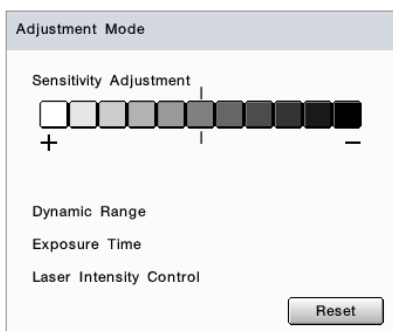 Adjustment Mode
Sensitivity Adjustment
+ −
Dynamic Range
Exposure Time
Laser Intensity Control
Reset